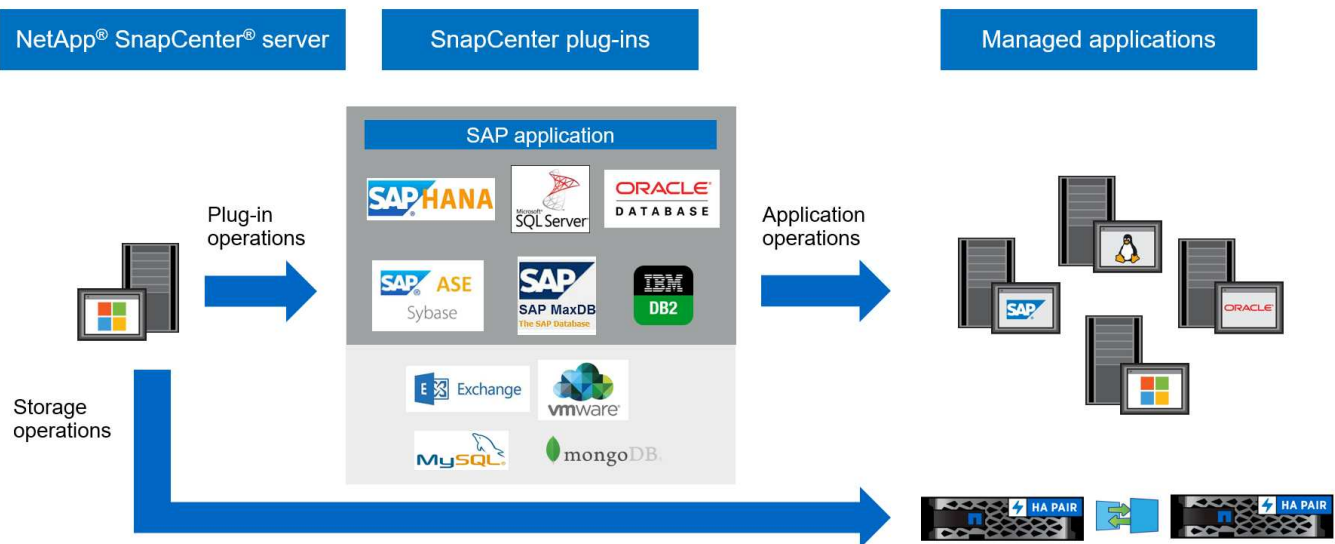 NetApp® SnapCenter® server
SnapCenter plug-ins
Managed applications
SAP application
SAP HANA
Microsoft®
SQL Server®
ORACLE®
DATABASE
Plug-in
operations
Application
operations
SAP® ASE
Sybase
SAP
SAP MaxDB
The SAP Database
IBM
DB2
SAP
ORACLE
E Exchange
vmware®
Storage
operations
MySQL®
mongoDB®
HA PAIR
HA PAIR